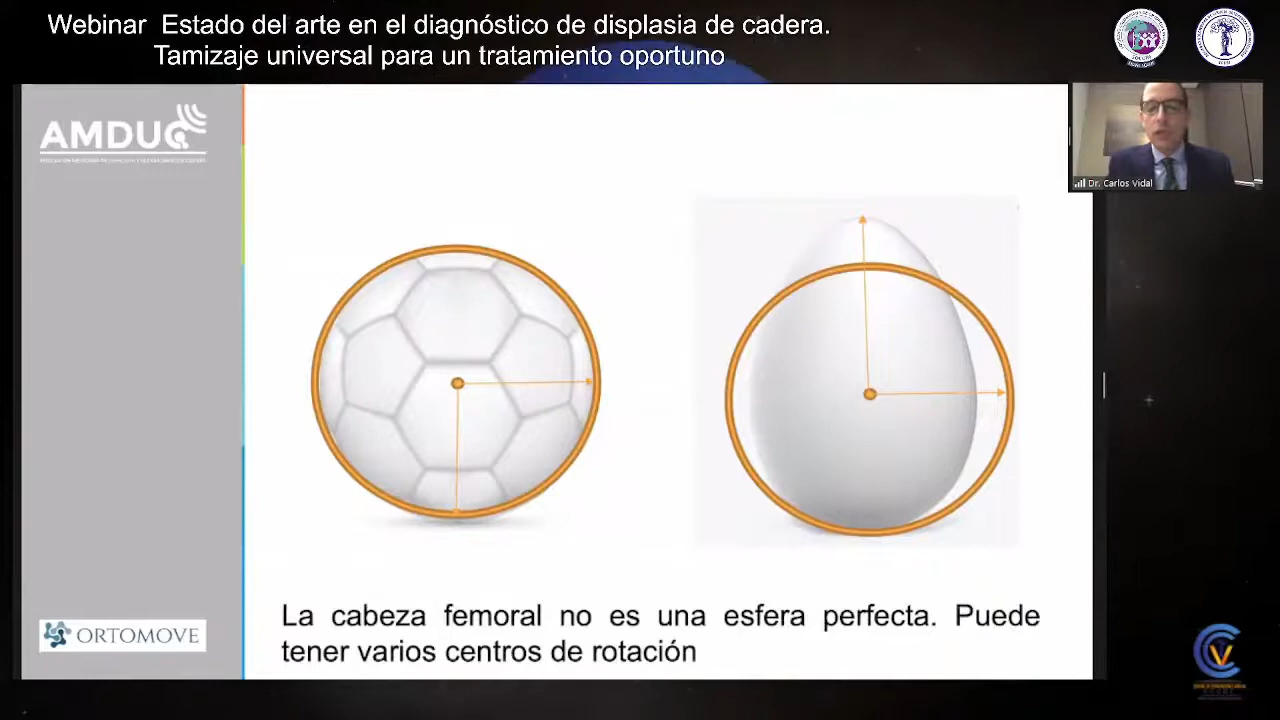 Webinar Estado del arte en el diagnóstico de displasia de cadera.
Tamizaje universal para un tratamiento oportuno
AMDUC
Dr. Carlos Vidal
La cabeza femoral no es una esfera perfecta. Puede
tener varios centros de rotación
ORTOMOVE